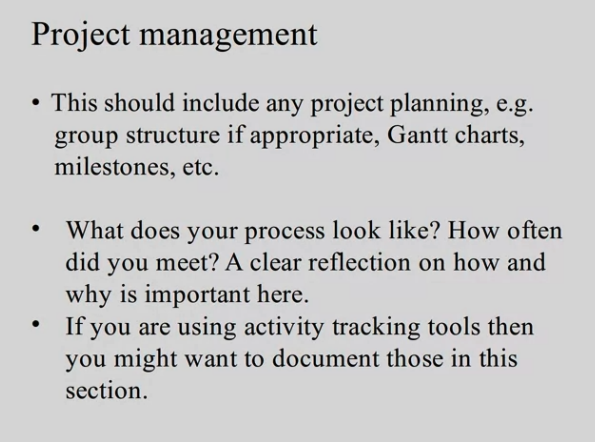 Project management
• This should include any project planning, e.g.
group structure if appropriate, Gantt charts,
milestones, etc.
• What does your process look like? How often
did you meet? A clear reflection on how and
why is important here.
• If you are using activity tracking tools then
you might want to document those in this
section.